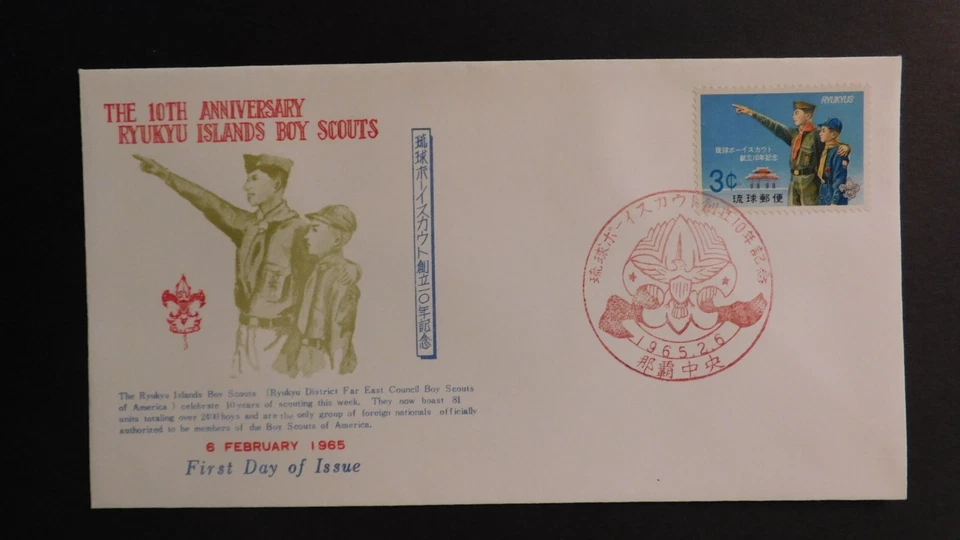 THE 10TH ANNIVERSARY
RYUKYU ISLANDS BOY SCOUTS
琉球ボーイスカウト創立一〇年記念
The Ryukyu Islands Boy Scouts (Ryukyu District Far East Council Boy Scouts
of America ) celebrate 10 years of scouting this week. They now boast 81
units totaling over 2000 boys and are the only group of foreign nationals officially
authorized to be members of the Boy Scouts of America.
6 FEBRUARY 1965
First Day of Issue
RYUKYUS
琉球ボーイスカウト
創立10年記念
3¢
琉球郵便
琉球ボーイスカウト創立10年記念
1965.2.6
那覇中央